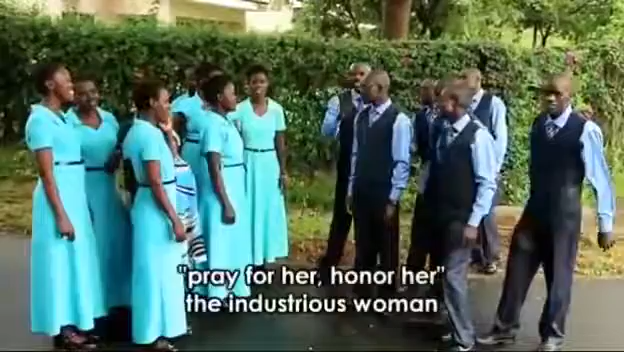 "pray for her, honor her"
the industrious woman